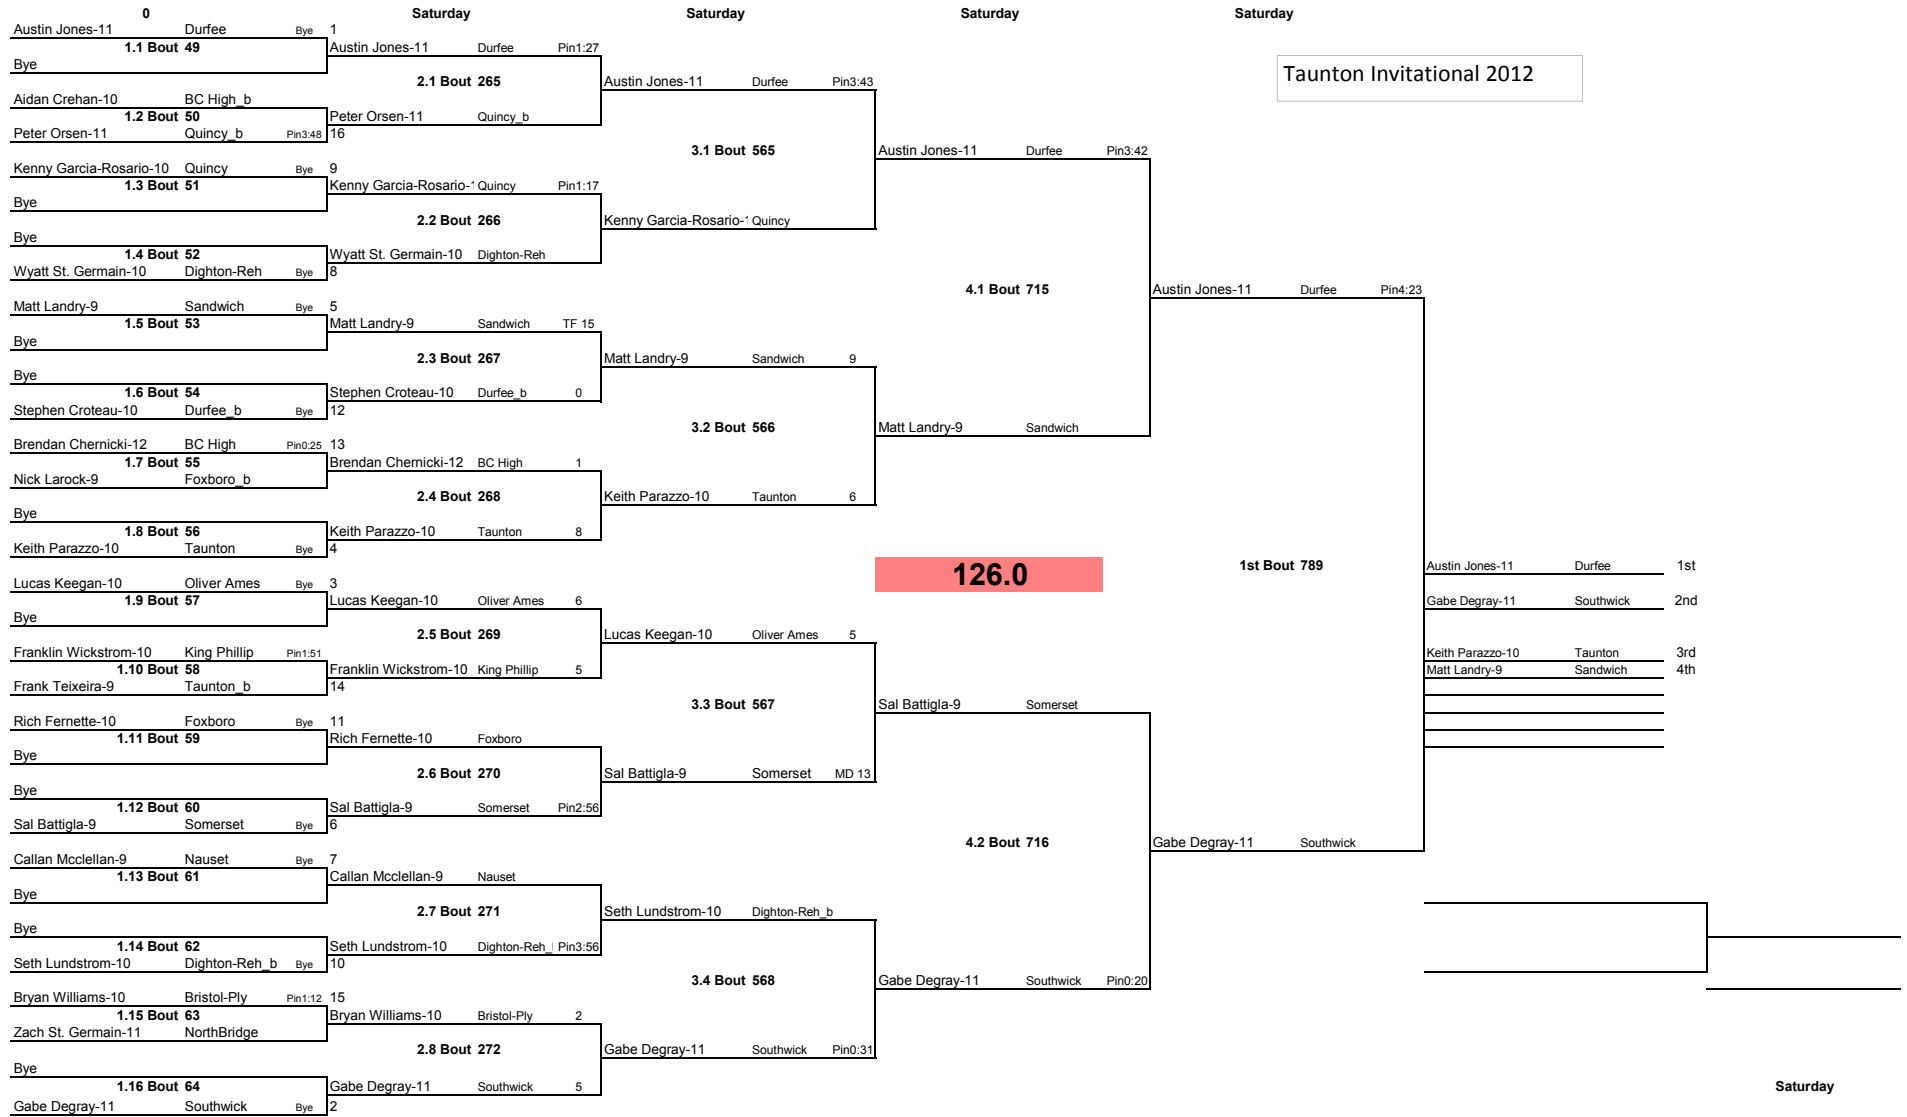 0 Saturday Saturday Saturday Saturday
Taunton Invitational 2012
Austin Jones-11 Durfee Bye 1
1.1 Bout 49
Bye
Aidan Crehan-10 BC High_b
1.2 Bout 50
Peter Orsen-11 Quincy_b Pin3:48 16
Kenny Garcia-Rosario-10 Quincy Bye 9
1.3 Bout 51
Bye
Bye
1.4 Bout 52
Wyatt St. Germain-10 Dighton-Reh Bye 8
Matt Landry-9 Sandwich Bye 5
1.5 Bout 53
Bye
Bye
1.6 Bout 54
Stephen Croteau-10 Durfee_b Bye 12
Brendan Chernicki-12 BC High Pin0:25 13
1.7 Bout 55
Nick Larock-9 Foxboro_b
Bye
1.8 Bout 56
Keith Parazzo-10 Taunton Bye 4
Lucas Keegan-10 Oliver Ames Bye 3
1.9 Bout 57
Bye
Franklin Wickstrom-10 King Phillip Pin1:51
1.10 Bout 58
Frank Teixeira-9 Taunton_b 14
Rich Fernette-10 Foxboro Bye 11
1.11 Bout 59
Bye
Bye
1.12 Bout 60
Sal Battigla-9 Somerset Bye 6
Callan Mcclellan-9 Nauset Bye 7
1.13 Bout 61
Bye
Bye
1.14 Bout 62
Seth Lundstrom-10 Dighton-Reh_b Bye 10
Bryan Williams-10 Bristol-Ply Pin1:12 15
1.15 Bout 63
Zach St. Germain-11 NorthBridge
Bye
1.16 Bout 64
Gabe Degray-11 Southwick Bye 2
Austin Jones-11 Durfee Pin1:27
2.1 Bout 265
Peter Orsen-11 Quincy_b
Kenny Garcia-Rosario-1 Quincy Pin1:17
2.2 Bout 266
Wyatt St. Germain-10 Dighton-Reh
Matt Landry-9 Sandwich TF 15
2.3 Bout 267
Stephen Croteau-10 Durfee_b 0
Brendan Chernicki-12 BC High 1
2.4 Bout 268
Keith Parazzo-10 Taunton 8
Lucas Keegan-10 Oliver Ames 6
2.5 Bout 269
Franklin Wickstrom-10 King Phillip 5
Rich Fernette-10 Foxboro
2.6 Bout 270
Sal Battigla-9 Somerset Pin2:56
Callan Mcclellan-9 Nauset
2.7 Bout 271
Seth Lundstrom-10 Dighton-Reh_ Pin3:56
Bryan Williams-10 Bristol-Ply 2
2.8 Bout 272
Gabe Degray-11 Southwick 5
Austin Jones-11 Durfee Pin3:43
3.1 Bout 565
Kenny Garcia-Rosario-1 Quincy
Matt Landry-9 Sandwich 9
3.2 Bout 566
Keith Parazzo-10 Taunton 6
Lucas Keegan-10 Oliver Ames 5
3.3 Bout 567
Sal Battigla-9 Somerset MD 13
Seth Lundstrom-10 Dighton-Reh_b
3.4 Bout 568
Gabe Degray-11 Southwick Pin0:31
Austin Jones-11 Durfee Pin3:42
4.1 Bout 715
Matt Landry-9 Sandwich
126.0
Sal Battigla-9 Somerset
4.2 Bout 716
Gabe Degray-11 Southwick Pin0:20
Austin Jones-11 Durfee Pin4:23
1st Bout 789
Gabe Degray-11 Southwick
Austin Jones-11 Durfee 1st
Gabe Degray-11 Southwick 2nd
Keith Parazzo-10 Taunton 3rd
Matt Landry-9 Sandwich 4th
Saturday